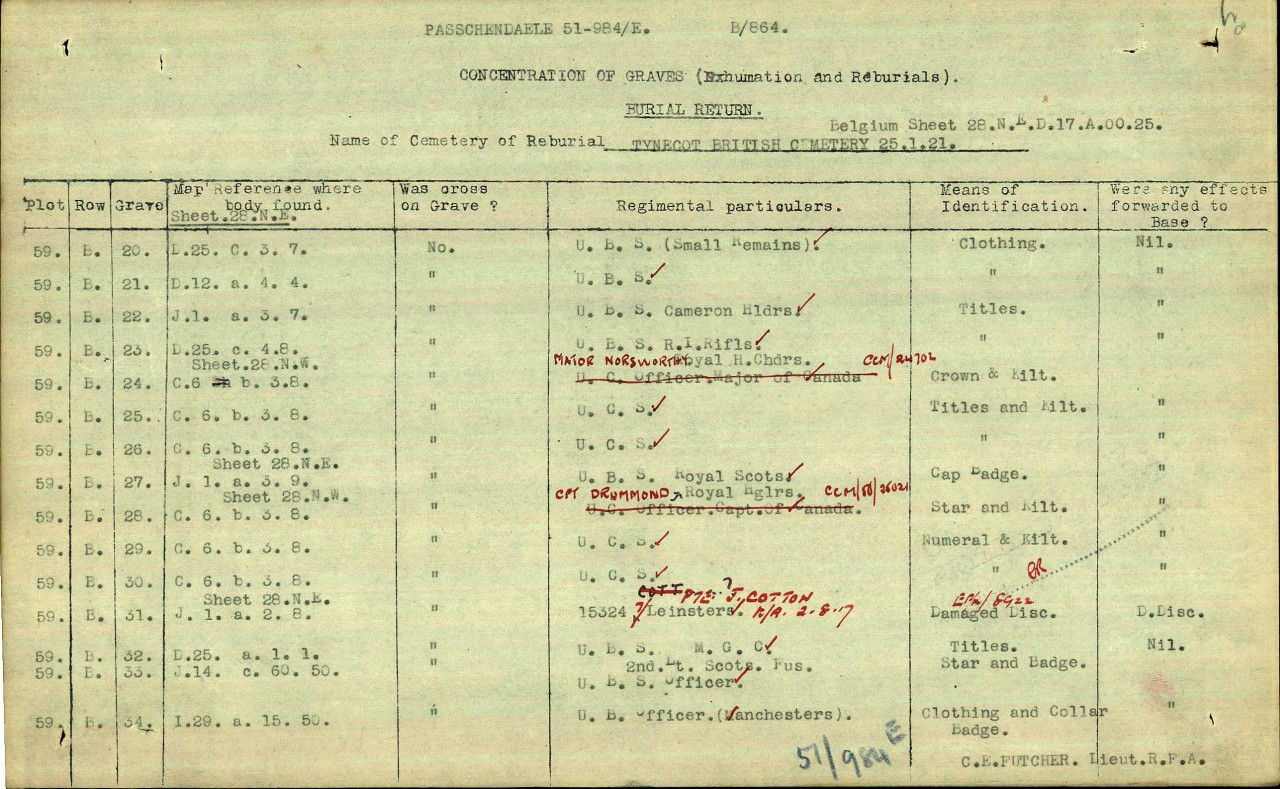 PASSCHENDAELE 51-984/E. B/864.
CONCENTRATION OF GRAVES (Exhumation and Reburials).
BURIAL RETURN.
Belgium Sheet 28.N.E.D.17.A.00.25.
Name of Cemetery of Reburial TYNECOT BRITISH CEMETERY 25.1.21.
Plot Row Grave Map Reference where body found. Sheet.28.N.E. Was cross on Grave ? Regimental particulars. Means of Identification. Were any effects forwarded to Base ?
59. B. 20. D.25. C. 3. 7. No. U. B. S. (Small Remains). Clothing. Nil.
59. B. 21. D.12. a. 4. 4. " U. B. S. " "
59. B. 22. J.1. a. 3. 7. " U. B. S. Cameron Hldrs. Titles. "
59. B. 23. D.25. c. 4.8. " U. B. S. R.I.Rifls. " "
Sheet.28.N.W. MAJOR NORSWORTHY Royal H.Chdrs. CCM/24702
59. B. 24. C.6 b. 3.8. " U. C. Officer.Major of Canada Crown & Kilt. "
59. B. 25. C. 6. b. 3. 8. " U. C. S. Titles and Kilt. "
59. B. 26. C. 6. b. 3. 8. " U. C. S. " "
Sheet 28.N.E.
59. B. 27. J. 1. a. 3. 9. " U. B. S. Royal Scots. Cap Badge. "
Sheet 28.N.W. CPT DRUMMOND Royal Hglrs. CCM/50/26021
59. B. 28. C. 6. b. 3. 8. " U.C. Officer.Capt.Of Canada. Star and Kilt. "
59. B. 29. C. 6. b. 3. 8. " U. C. S. Numeral & Kilt. "
59. B. 30. C. 6. b. 3. 8. " U. C. S. " "
Sheet 28.N.E. COTT PTE ? J. COTTON
59. B. 31. J. 1. a. 2. 8. " 15324 7/Leinsters. K/A. 2-8-17 Damaged Disc. D.Disc.
59. B. 32. D.25. a. 1. 1. " U. B. S. M. G. C. Titles. Nil.
59. B. 33. J.14. c. 60. 50. " 2nd.Lt. Scots. Fus. Star and Badge.
U. B. S. Officer.
59. B. 34. I.29. a. 15. 50. " U. B. Officer.(Manchesters). Clothing and Collar Badge. "
51/984 E
C.E.FUTCHER. Lieut.R.F.A.